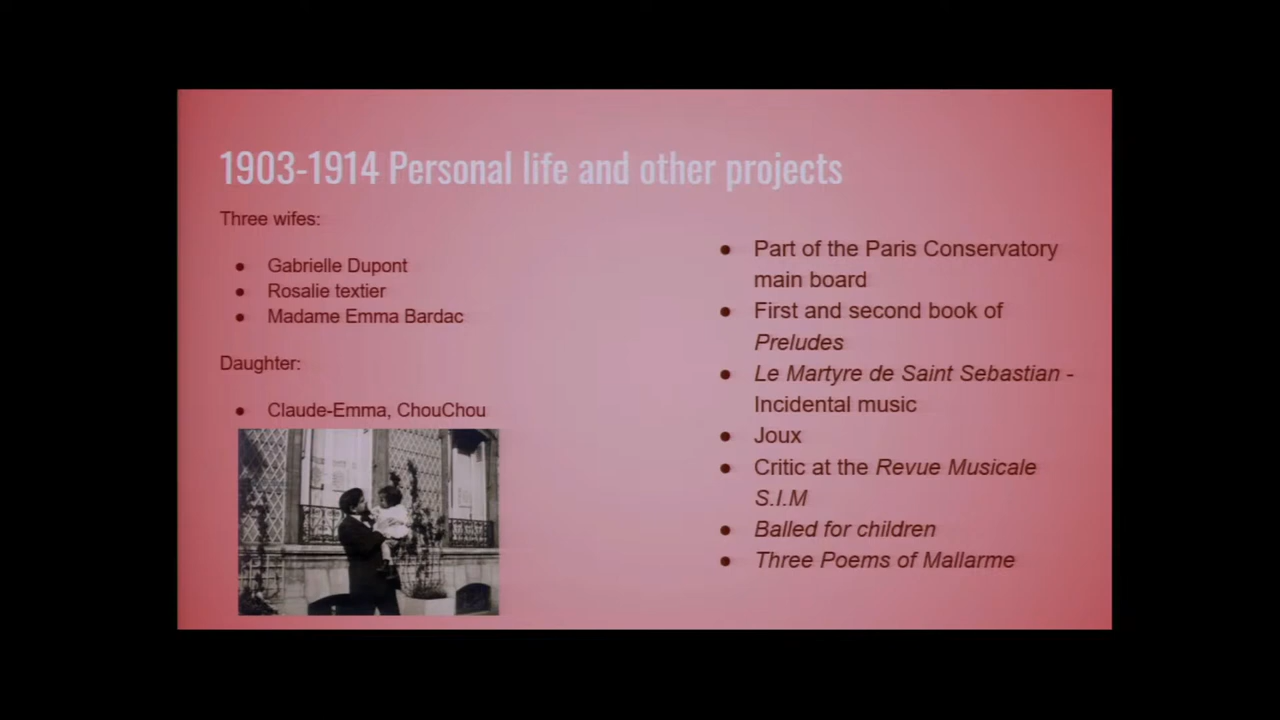 1903-1914 Personal life and other projects
Three wifes:
● Gabrielle Dupont
● Rosalie textier
● Madame Emma Bardac
Daughter:
● Claude-Emma, ChouChou
● Part of the Paris Conservatory
main board
● First and second book of
Preludes
● Le Martyre de Saint Sebastian -
Incidental music
● Joux
● Critic at the Revue Musicale
S.I.M
● Balled for children
● Three Poems of Mallarme